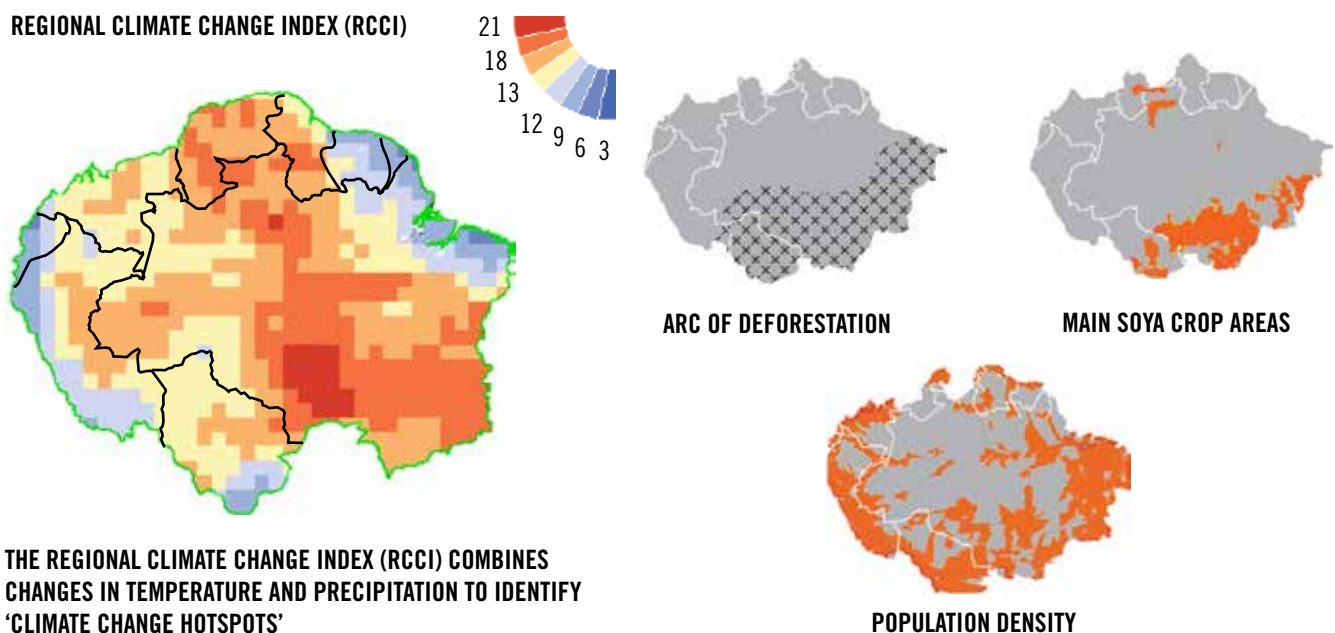 REGIONAL CLIMATE CHANGE INDEX (RCCI)
21
18
13
12
9
6
3
ARC OF DEFORESTATION
MAIN SOYA CROP AREAS
THE REGIONAL CLIMATE CHANGE INDEX (RCCI) COMBINES
CHANGES IN TEMPERATURE AND PRECIPITATION TO IDENTIFY
‘CLIMATE CHANGE HOTSPOTS’
POPULATION DENSITY